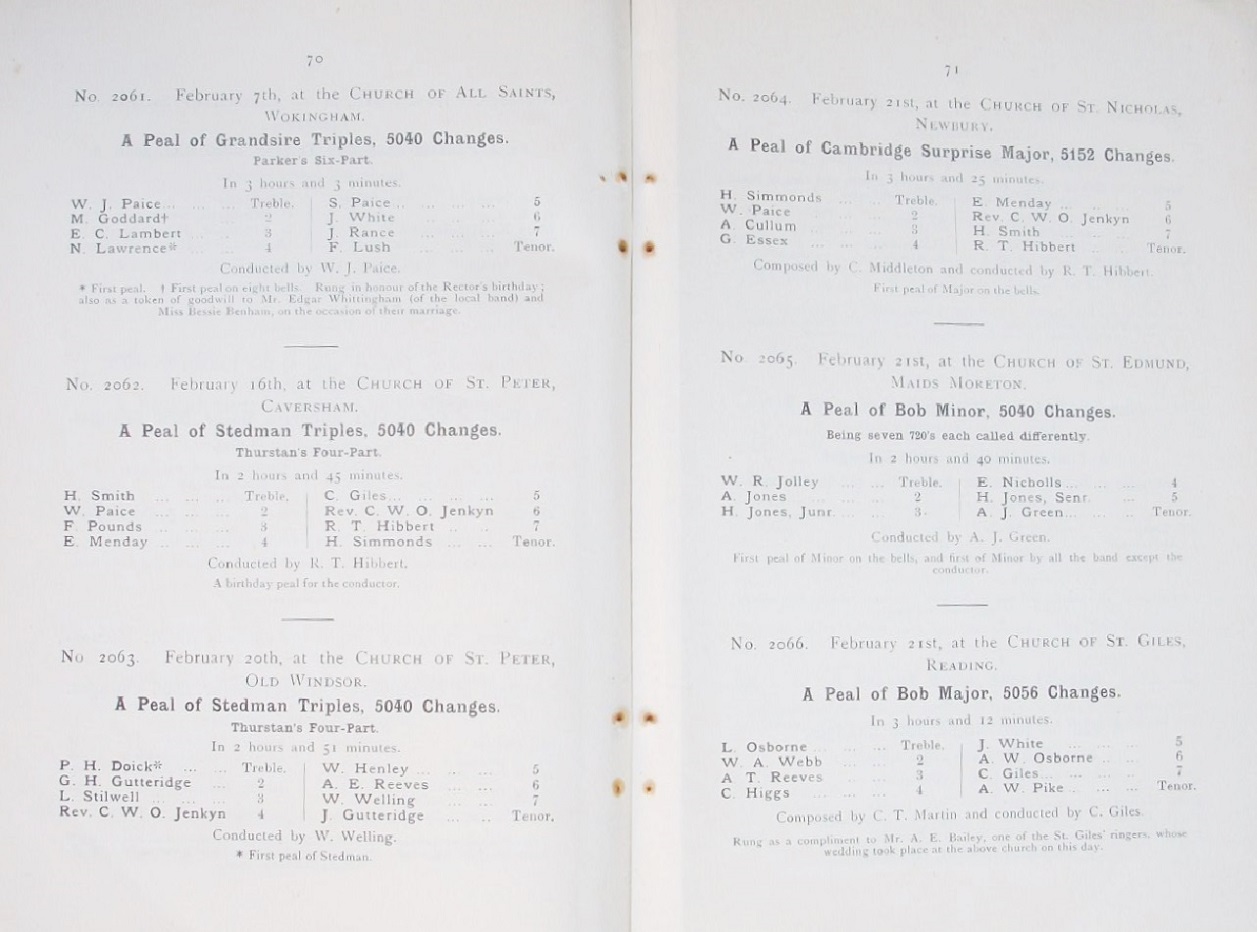 70
No. 2061. February 7th, at the CHURCH OF ALL SAINTS,
WOKINGHAM.
A Peal of Grandsire Triples, 5040 Changes.
Parker's Six-Part.
In 3 hours and 3 minutes.
W. J. Paice ... ... ... Treble.
M. Goddard† ... ... 2
E. C. Lambert ... ... 3
N. Lawrence* ... ... 4
S. Paice ... ... ... ... 5
J. White ... ... ... 6
J. Rance ... ... ... 7
F. Lush ... ... ... Tenor.
Conducted by W. J. Paice.
* First peal. † First peal on eight bells. Rung in honour of the Rector's birthday;
also as a token of goodwill to Mr. Edgar Whittingham (of the local band) and
Miss Bessie Benham, on the occasion of their marriage.
No. 2062. February 16th, at the CHURCH OF ST. PETER,
CAVERSHAM.
A Peal of Stedman Triples, 5040 Changes.
Thurstan's Four-Part.
In 2 hours and 45 minutes.
H. Smith ... ... ... Treble.
W. Paice ... ... ... 2
F. Pounds ... ... ... 3
E. Menday ... ... ... 4
C. Giles ... ... ... ... 5
Rev. C. W. O. Jenkyn 6
R. T. Hibbert ... ... 7
H. Simmonds ... ... Tenor.
Conducted by R. T. Hibbert.
A birthday peal for the conductor.
No. 2063. February 20th, at the CHURCH OF ST. PETER,
OLD WINDSOR.
A Peal of Stedman Triples, 5040 Changes.
Thurstan's Four-Part.
In 2 hours and 51 minutes.
P. H. Doick* ... ... Treble.
G. H. Gutteridge ... 2
L. Stilwell ... ... ... 3
Rev. C. W. O. Jenkyn 4
W. Henley ... ... ... 5
A. E. Reeves ... ... 6
W. Welling ... ... 7
J. Gutteridge ... ... Tenor.
Conducted by W. Welling.
* First peal of Stedman.
71
No. 2064. February 21st, at the CHURCH OF ST. NICHOLAS,
NEWBURY.
A Peal of Cambridge Surprise Major, 5152 Changes.
In 3 hours and 25 minutes.
H. Simmonds ... ... Treble.
W. Paice ... ... ... 2
A. Cullum ... ... ... 3
G. Essex ... ... ... 4
E. Menday ... ... ... 5
Rev. C. W. O. Jenkyn 6
H. Smith ... ... ... 7
R. T. Hibbert ... ... Tenor.
Composed by C. Middleton and conducted by R. T. Hibbert.
First peal of Major on the bells.
No. 2065. February 21st, at the CHURCH OF ST. EDMUND,
MAIDS MORETON.
A Peal of Bob Minor, 5040 Changes.
Being seven 720's each called differently.
In 2 hours and 40 minutes.
W. R. Jolley ... ... Treble.
A. Jones ... ... ... 2
H. Jones, Junr. ... ... 3
E. Nicholls ... ... ... 4
H. Jones, Senr. ... 5
A. J. Green ... ... ... Tenor.
Conducted by A. J. Green.
First peal of Minor on the bells, and first of Minor by all the band except the
conductor.
No. 2066. February 21st, at the CHURCH OF ST. GILES,
READING.
A Peal of Bob Major, 5056 Changes.
In 3 hours and 12 minutes.
L. Osborne ... ... ... Treble.
W. A. Webb ... ... 2
A. T. Reeves ... ... 3
C. Higgs ... ... ... 4
J. White ... ... ... 5
A. W. Osborne ... ... 6
C. Giles ... ... ... ... 7
A. W. Pike ... ... ... Tenor.
Composed by C. T. Martin and conducted by C. Giles.
Rung as a compliment to Mr. A. E. Bailey, one of the St. Giles' ringers, whose
wedding took place at the above church on this day.